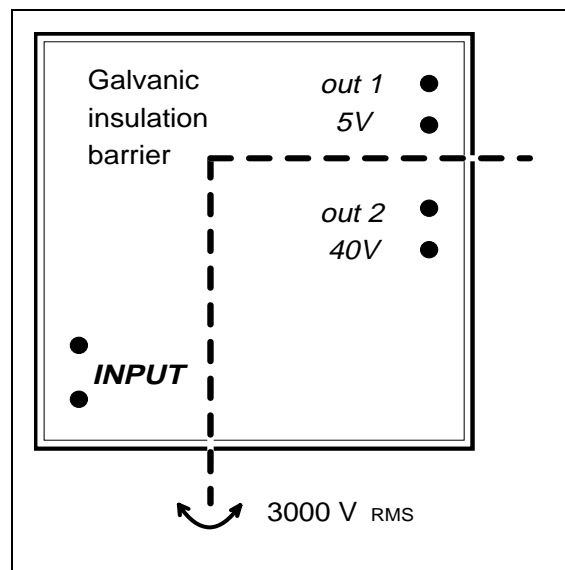 Galvanic
insulation
barrier
out 1
5V
out 2
40V
INPUT
3000 V RMS